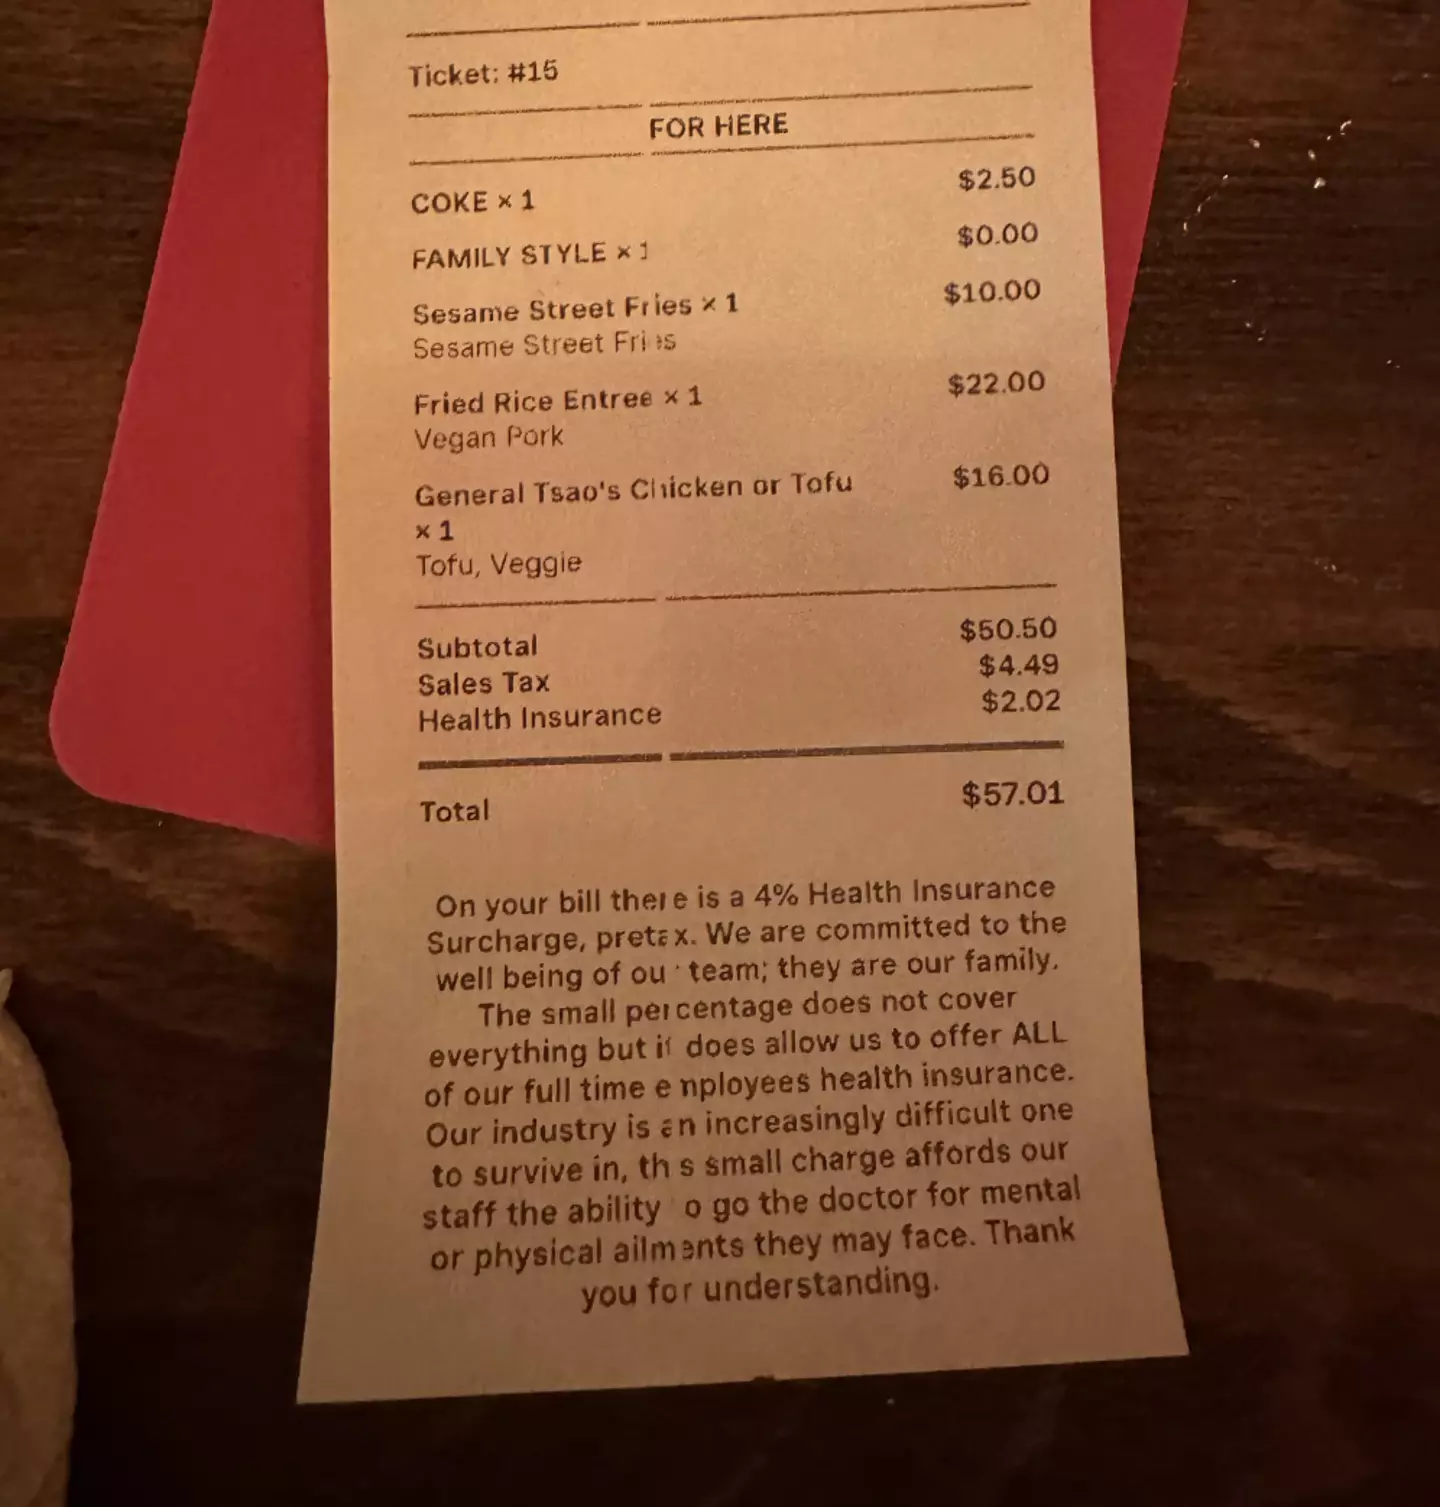 Ticket: #15
FOR HERE
COKE × 1 $2.50
FAMILY STYLE × 1 $0.00
Sesame Street Fries × 1 $10.00
Sesame Street Fries
Fried Rice Entree × 1 $22.00
Vegan Pork
General Tsao's Chicken or Tofu $16.00
× 1
Tofu, Veggie
Subtotal $50.50
Sales Tax $4.49
Health Insurance $2.02
Total $57.01
On your bill there is a 4% Health Insurance
Surcharge, pretax. We are committed to the
well being of our team; they are our family.
The small percentage does not cover
everything but it does allow us to offer ALL
of our full time employees health insurance.
Our industry is an increasingly difficult one
to survive in, this small charge affords our
staff the ability to go the doctor for mental
or physical ailments they may face. Thank
you for understanding.